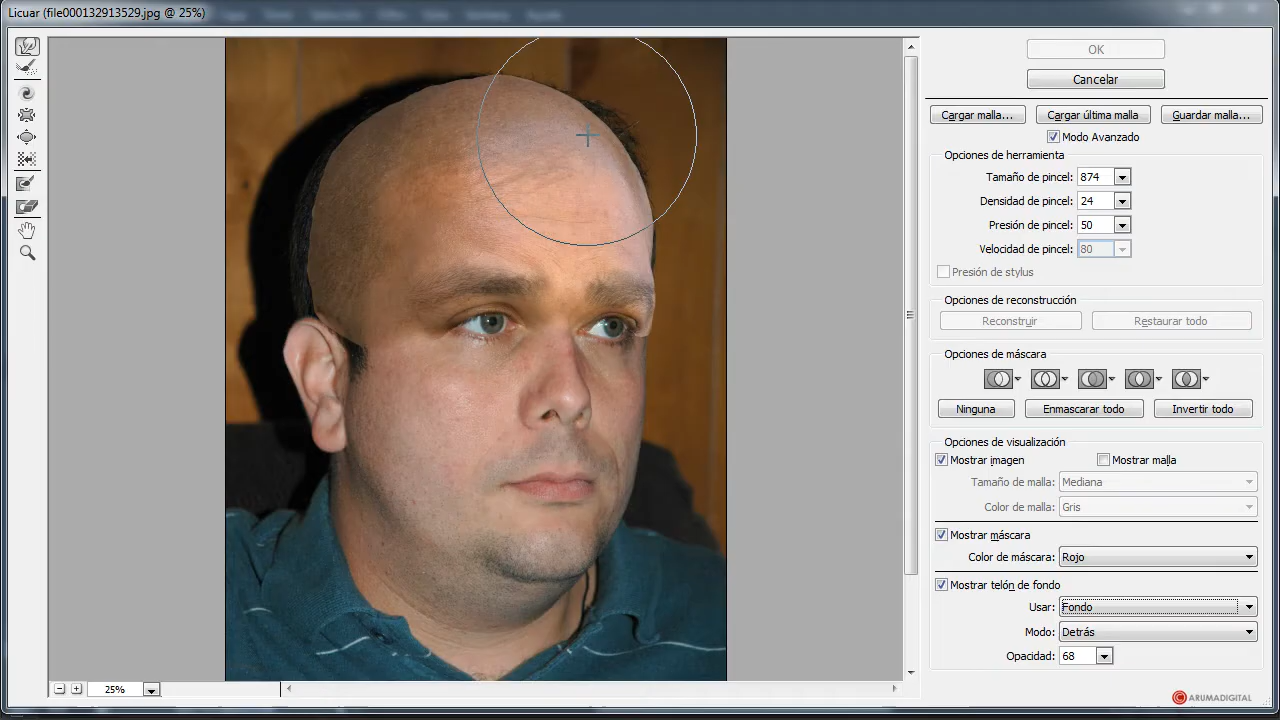 Licuar (file000132913529.jpg @ 25%)
OK
Cancelar
Cargar malla...
Cargar última malla
Guardar malla...
Modo Avanzado
Opciones de herramienta
Tamaño de pincel: 874
Densidad de pincel: 24
Presión de pincel: 50
Velocidad de pincel: 80
Presión de stylus
Opciones de reconstrucción
Reconstruir
Restaurar todo
Opciones de máscara
Ninguna
Enmascarar todo
Invertir todo
Opciones de visualización
Mostrar imagen
Mostrar malla
Tamaño de malla: Mediana
Color de malla: Gris
Mostrar máscara
Color de máscara: Rojo
Mostrar telón de fondo
Usar: Fondo
Modo: Detrás
Opacidad: 68
25%
ARUMADIGITAL